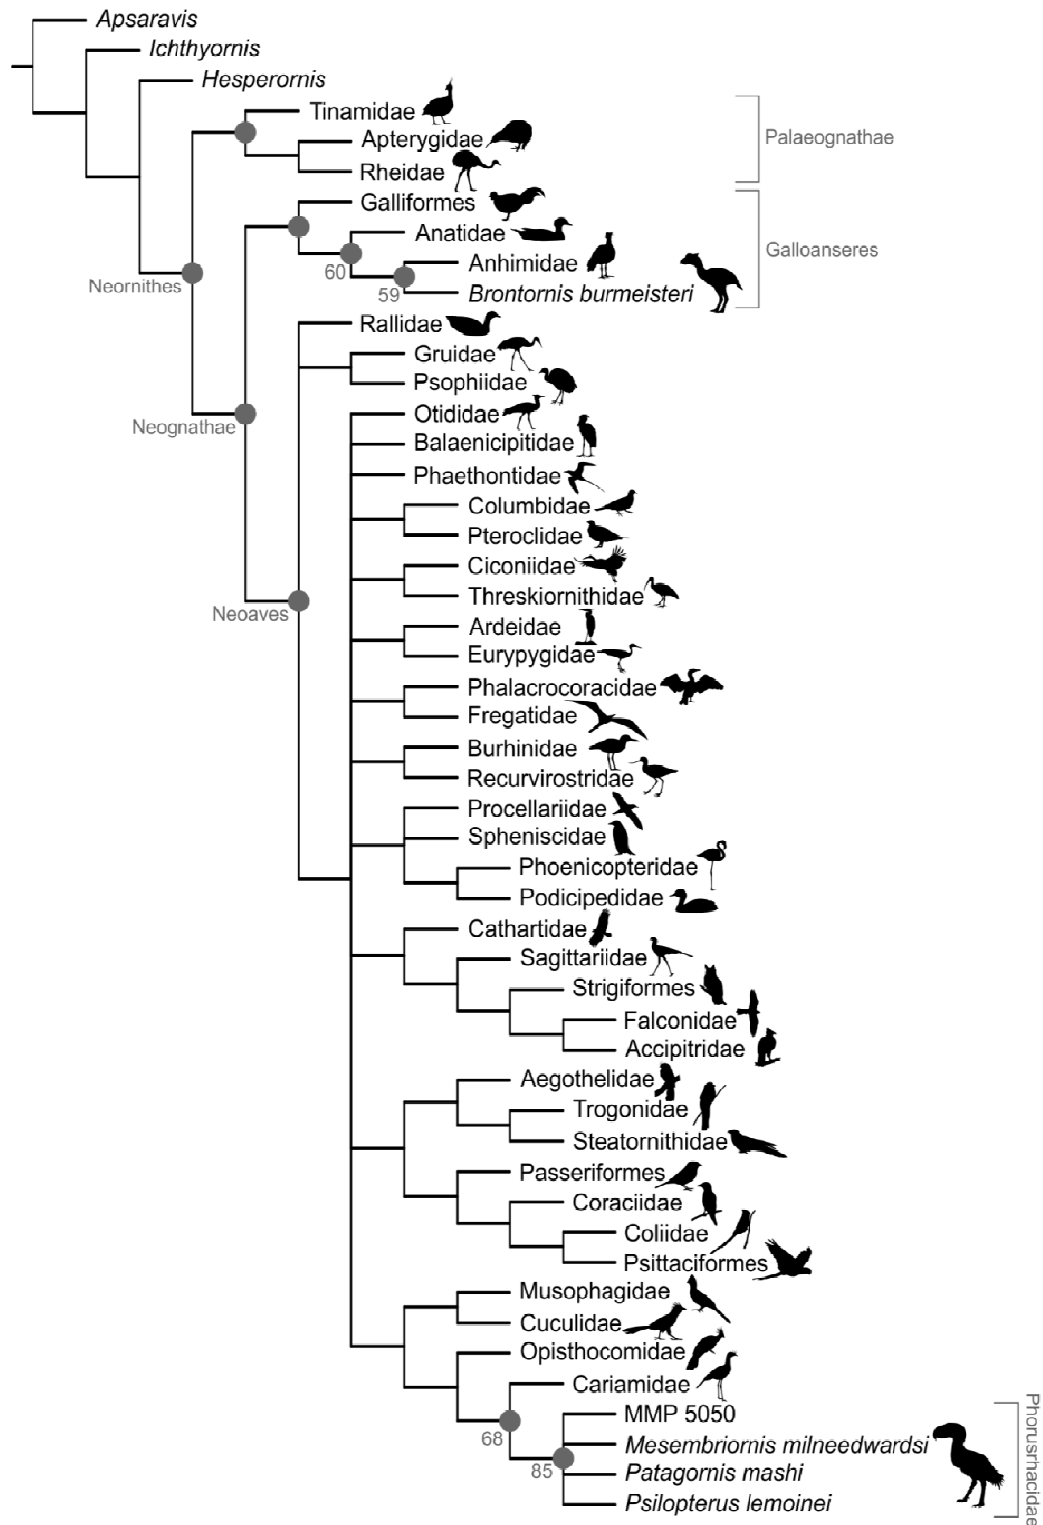 Apsaravis
Ichthyornis
Hesperornis
Tinamidae
Apterygidae
Palaeognathae
Rheidae
Galliformes
Anatidae
Galloanseres
Anhimidae
60
Neornithes
Brontornis burmeisteri
59
Rallidae
Gruidae
Psophiidae
Otididae
Neognathae
Balaenicipitidae
Phaethontidae
Columbidae
Pteroclidae
Ciconiidae
Threskiornithidae
Neoaves
Ardeidae
Eurypygidae
Phalacrocoracidae
Fregatidae
Burhinidae
Recurvirostridae
Procellariidae
Spheniscidae
Phoenicopteridae
Podicipedidae
Cathartidae
Sagittariidae
Strigiformes
Falconidae
Accipitridae
Aegothelidae
Trogonidae
Steatornithidae
Passeriformes
Coraciidae
Coliidae
Psittaciformes
Musophagidae
Cuculidae
Opisthocomidae
Cariamidae
MMP 5050
68
Mesembriornis milneedwardsi
85
Patagornis mashi
Psilopterus lemoinei
Phorusrhacidae